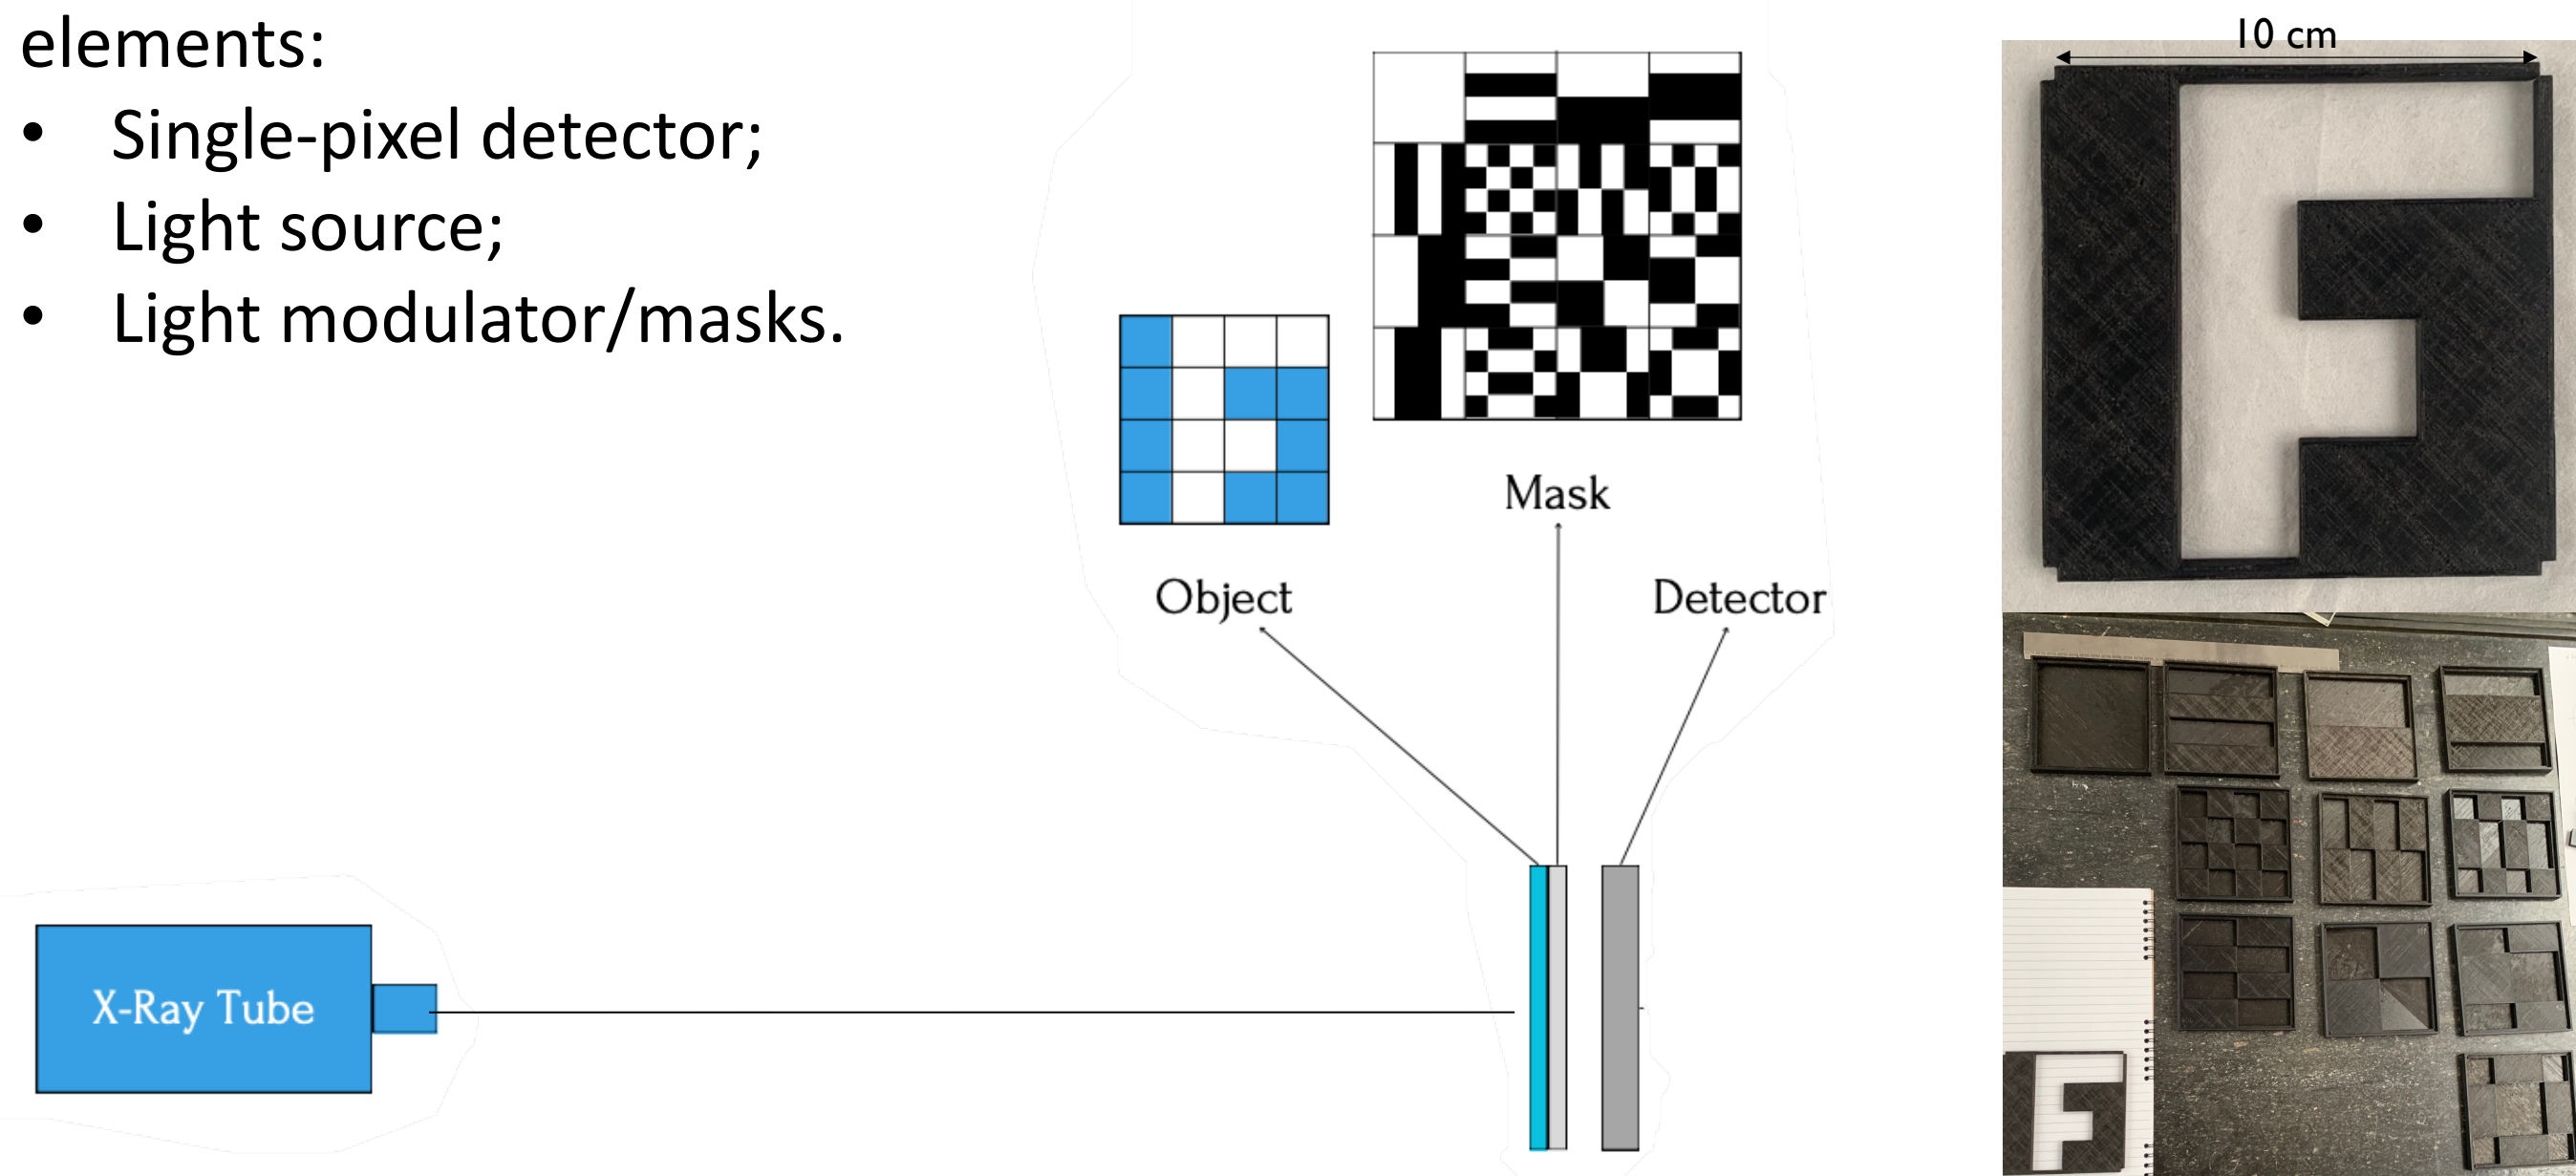 elements:
• Single-pixel detector;
• Light source;
• Light modulator/masks.
10 cm
Mask
Object
Detector
X-Ray Tube